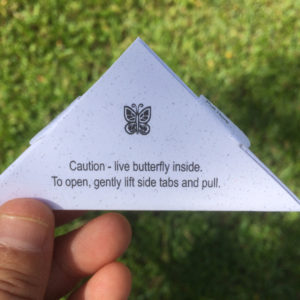 Caution - live butterfly inside.
To open, gently lift side tabs and pull.